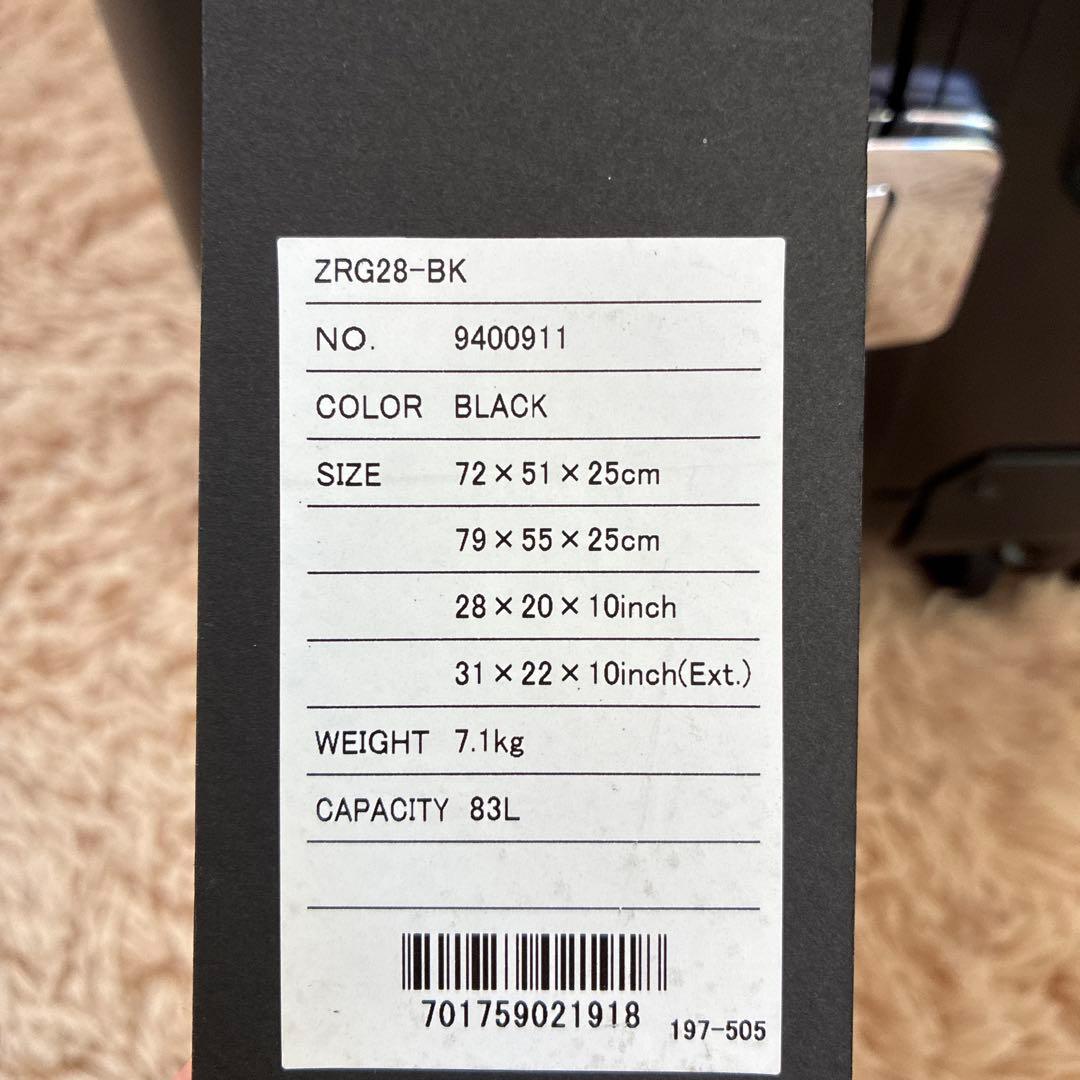 ZRG28-BK
NO. 9400911
COLOR BLACK
SIZE 72×51×25cm
79×55×25cm
28×20×10inch
31×22×10inch(Ext.)
WEIGHT 7.1kg
CAPACITY 83L
701759021918
197-505